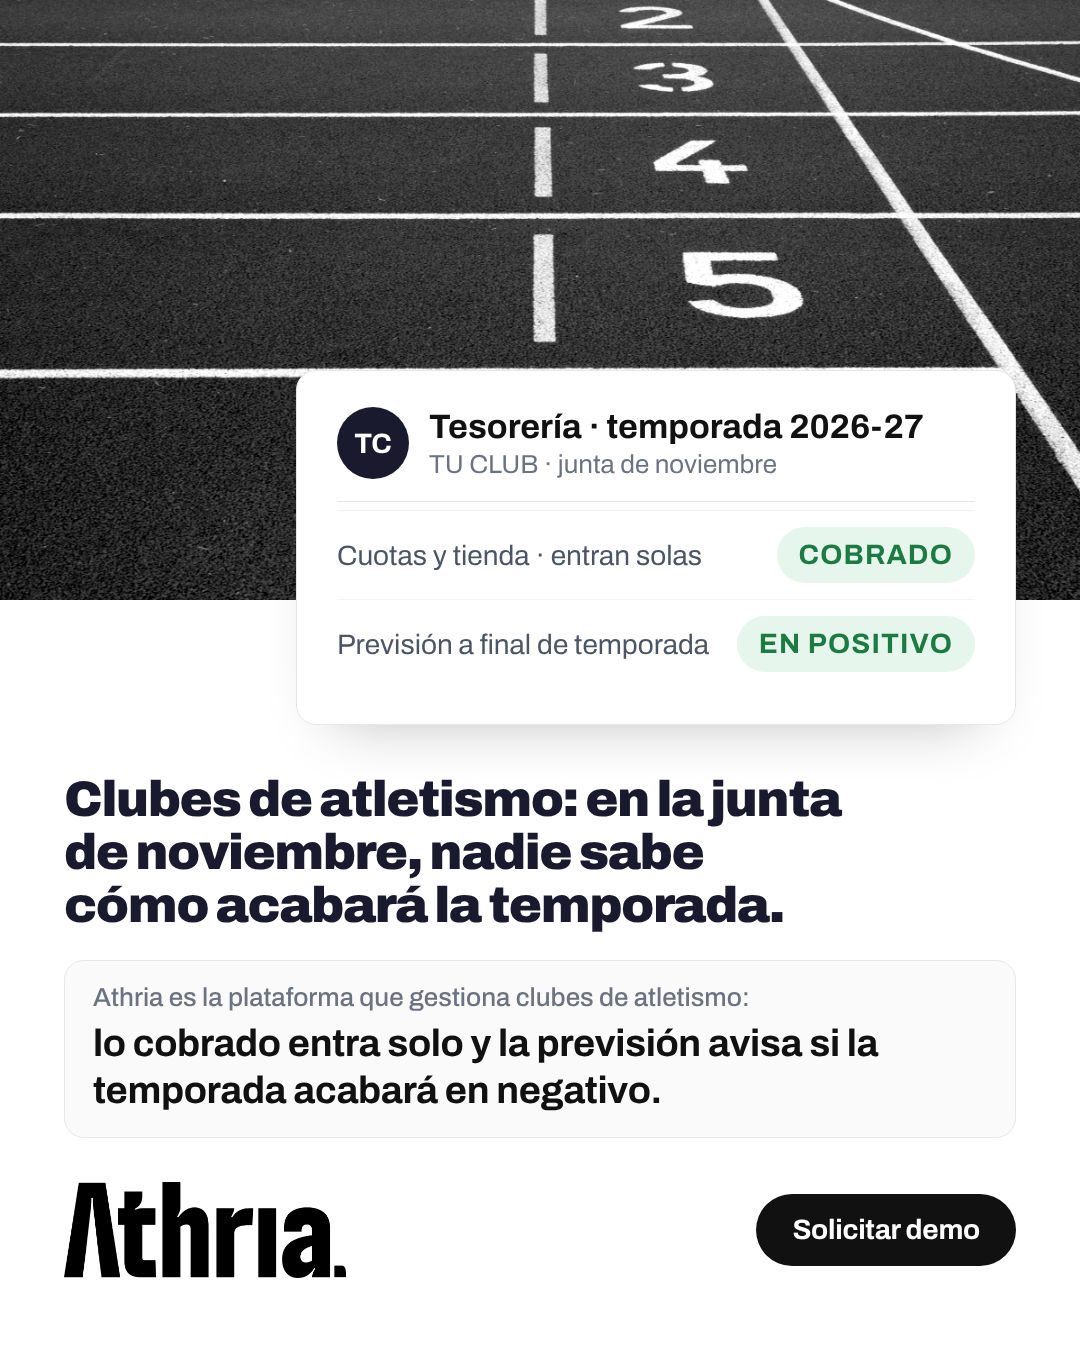 2
3
4
5
TC
Tesorería · temporada 2026-27
TU CLUB · junta de noviembre
Cuotas y tienda · entran solas
COBRADO
Previsión a final de temporada
EN POSITIVO
Clubes de atletismo: en la junta
de noviembre, nadie sabe
cómo acabará la temporada.
Athria es la plataforma que gestiona clubes de atletismo:
lo cobrado entra solo y la previsión avisa si la
temporada acabará en negativo.
Athria.
Solicitar demo